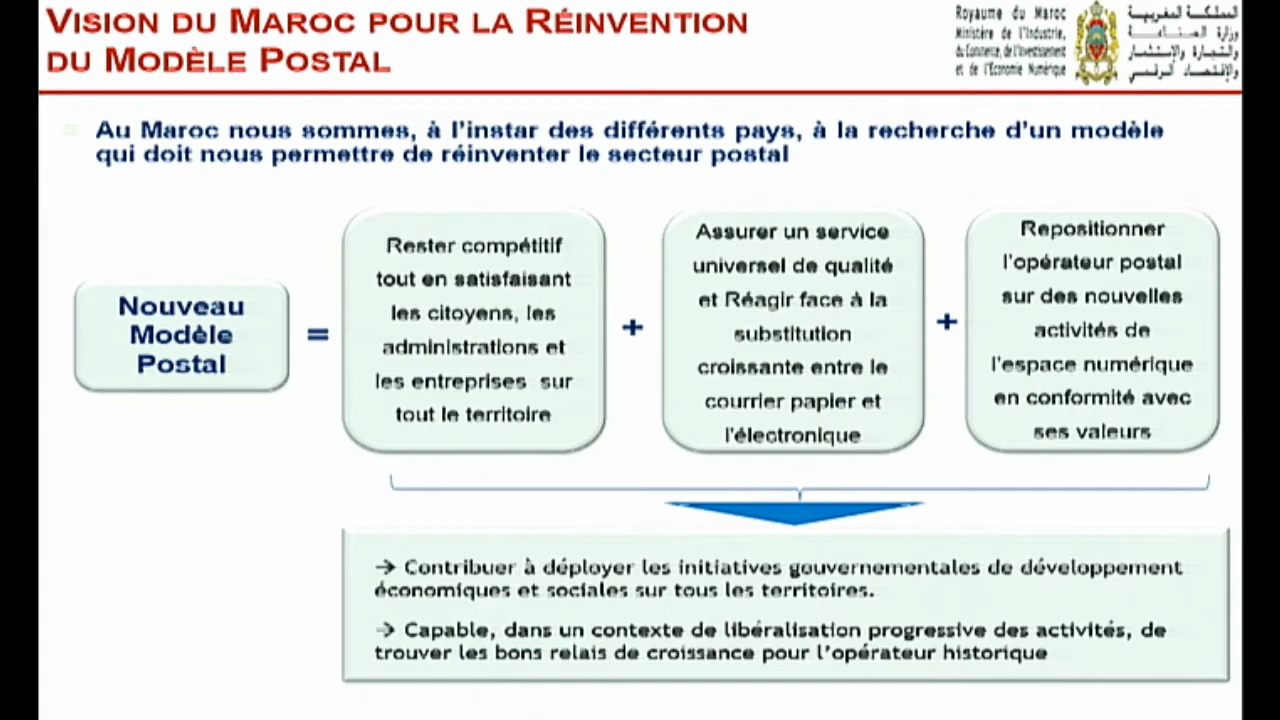 VISION DU MAROC POUR LA RÉINVENTION
DU MODÈLE POSTAL
Royaume du Maroc
Ministère de l'Industrie,
du Commerce, de l'Investissement
et de l'Économie Numérique
المملكة المغربية
وزارة الصناعة
والتجارة والإستثمار
والإقتصاد الرقمي
Au Maroc nous sommes, à l'instar des différents pays, à la recherche d'un modèle
qui doit nous permettre de réinventer le secteur postal
Nouveau
Modèle
Postal
=
Rester compétitif
tout en satisfaisant
les citoyens, les
administrations et
les entreprises sur
tout le territoire
+
Assurer un service
universel de qualité
et Réagir face à la
substitution
croissante entre le
courrier papier et
l'électronique
+
Repositionner
l'opérateur postal
sur des nouvelles
activités de
l'espace numérique
en conformité avec
ses valeurs
→ Contribuer à déployer les initiatives gouvernementales de développement
économiques et sociales sur tous les territoires.
→ Capable, dans un contexte de libéralisation progressive des activités, de
trouver les bons relais de croissance pour l'opérateur historique